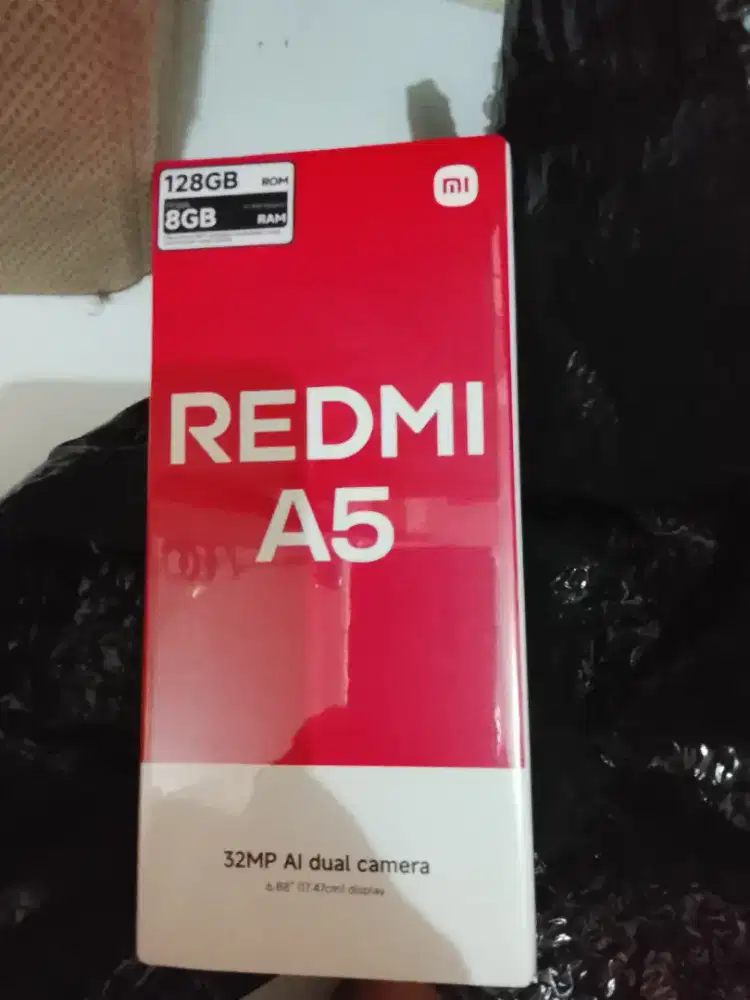 128GB ROM
8GB RAM
mi
REDMI
A5
32MP AI dual camera
6.88" (17.47cm) display